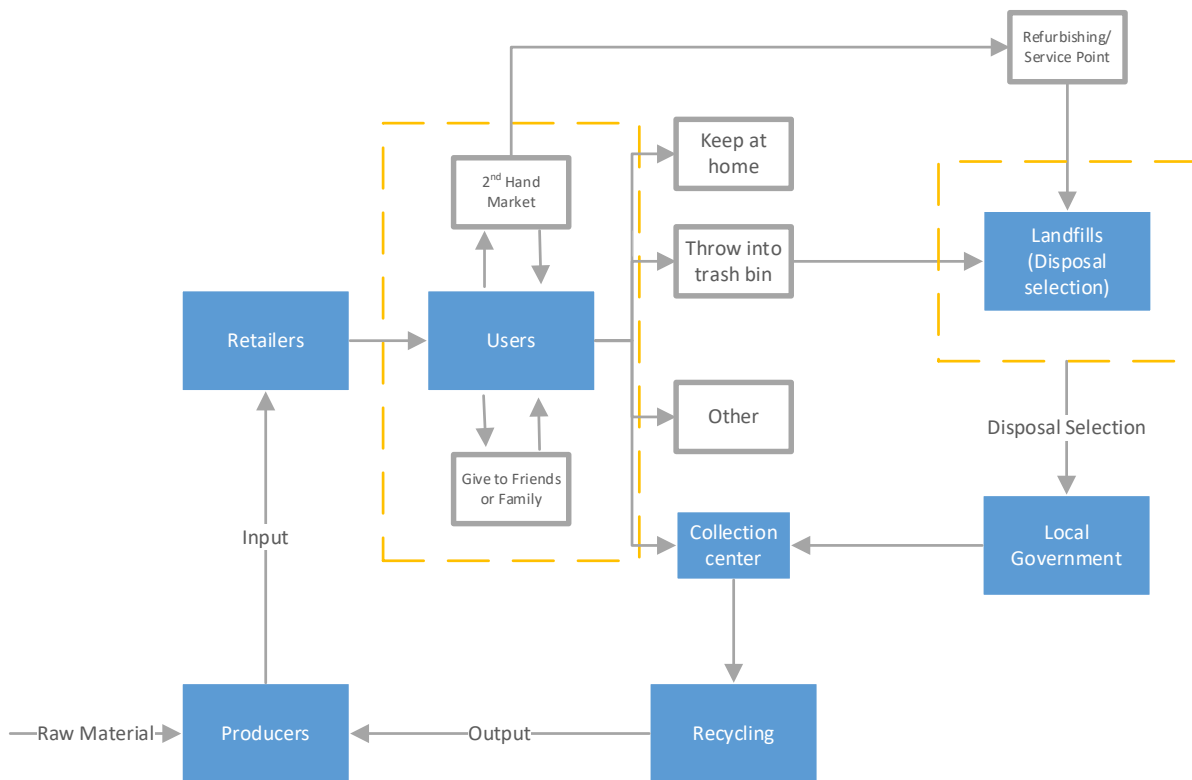 Refurbishing/
Service Point
Keep at
home
2nd Hand
Market
Landfills
(Disposal
selection)
Throw into
trash bin
Retailers
Users
Other
Disposal Selection
Give to Friends
or Family
Input
Collection
center
Local
Government
Raw Material
Producers
Output
Recycling